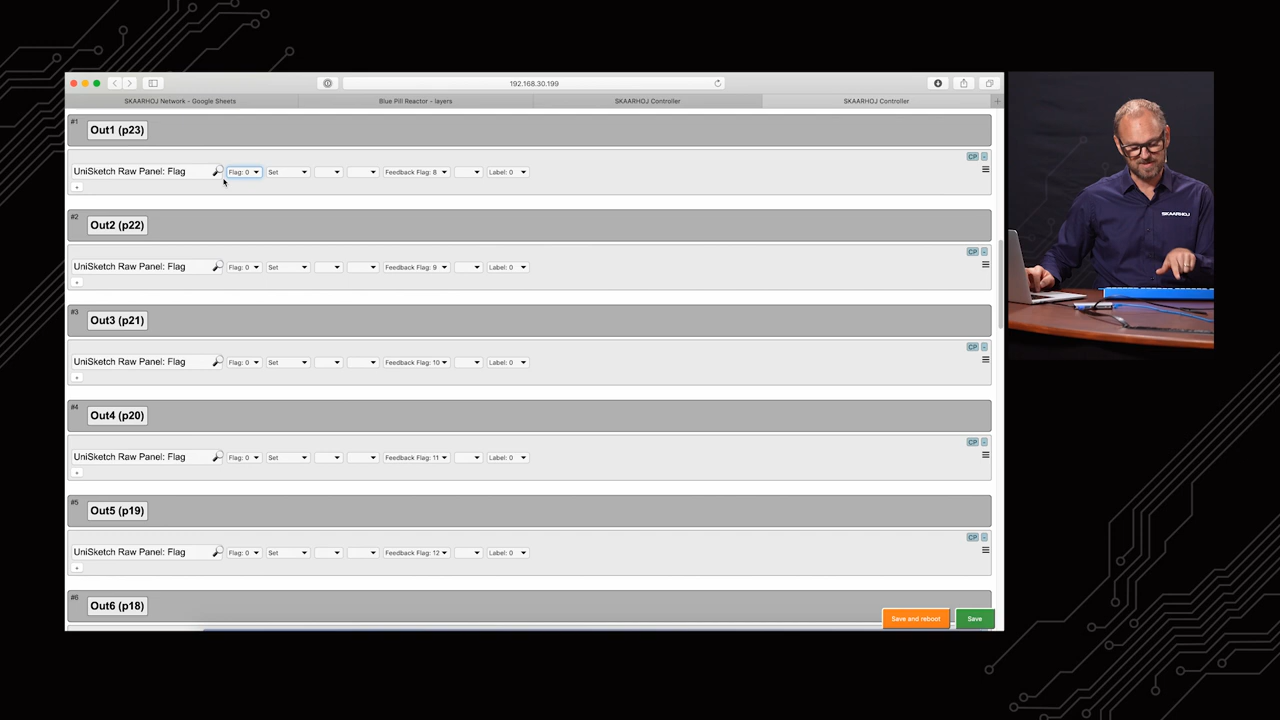 192.168.30.199
SKAARHOJ Network - Google Sheets
Blue Pill Reactor - layers
SKAARHOJ Controller
SKAARHOJ Controller
+
#1
Out1 (p23)
CP -
UniSketch Raw Panel: Flag Flag: 0 Set Feedback Flag: 8 Label: 0
+
#2
Out2 (p22)
CP -
UniSketch Raw Panel: Flag Flag: 0 Set Feedback Flag: 9 Label: 0
+
#3
Out3 (p21)
CP -
UniSketch Raw Panel: Flag Flag: 0 Set Feedback Flag: 10 Label: 0
+
#4
Out4 (p20)
CP -
UniSketch Raw Panel: Flag Flag: 0 Set Feedback Flag: 11 Label: 0
+
#5
Out5 (p19)
CP -
UniSketch Raw Panel: Flag Flag: 0 Set Feedback Flag: 12 Label: 0
+
#6
Out6 (p18)
Save and reboot
Save
SKAARHOJ